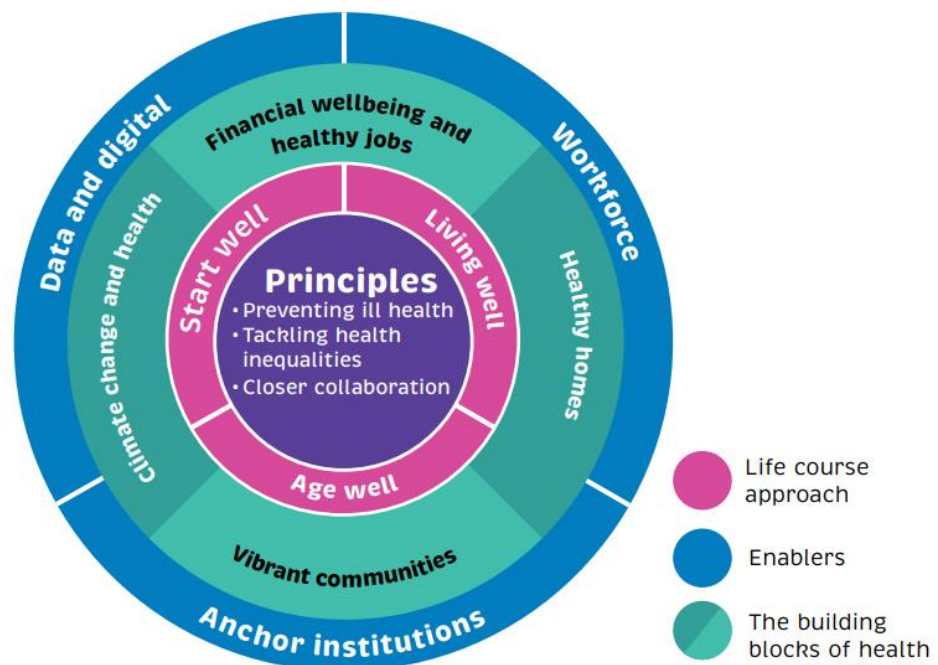 Data and digital
Workforce
Anchor institutions
Financial wellbeing and
healthy jobs
Climate change and health
Healthy homes
Vibrant communities
Start well
Living well
Age well
Principles
• Preventing ill health
• Tackling health
inequalities
• Closer collaboration
Life course
approach
Enablers
The building
blocks of health